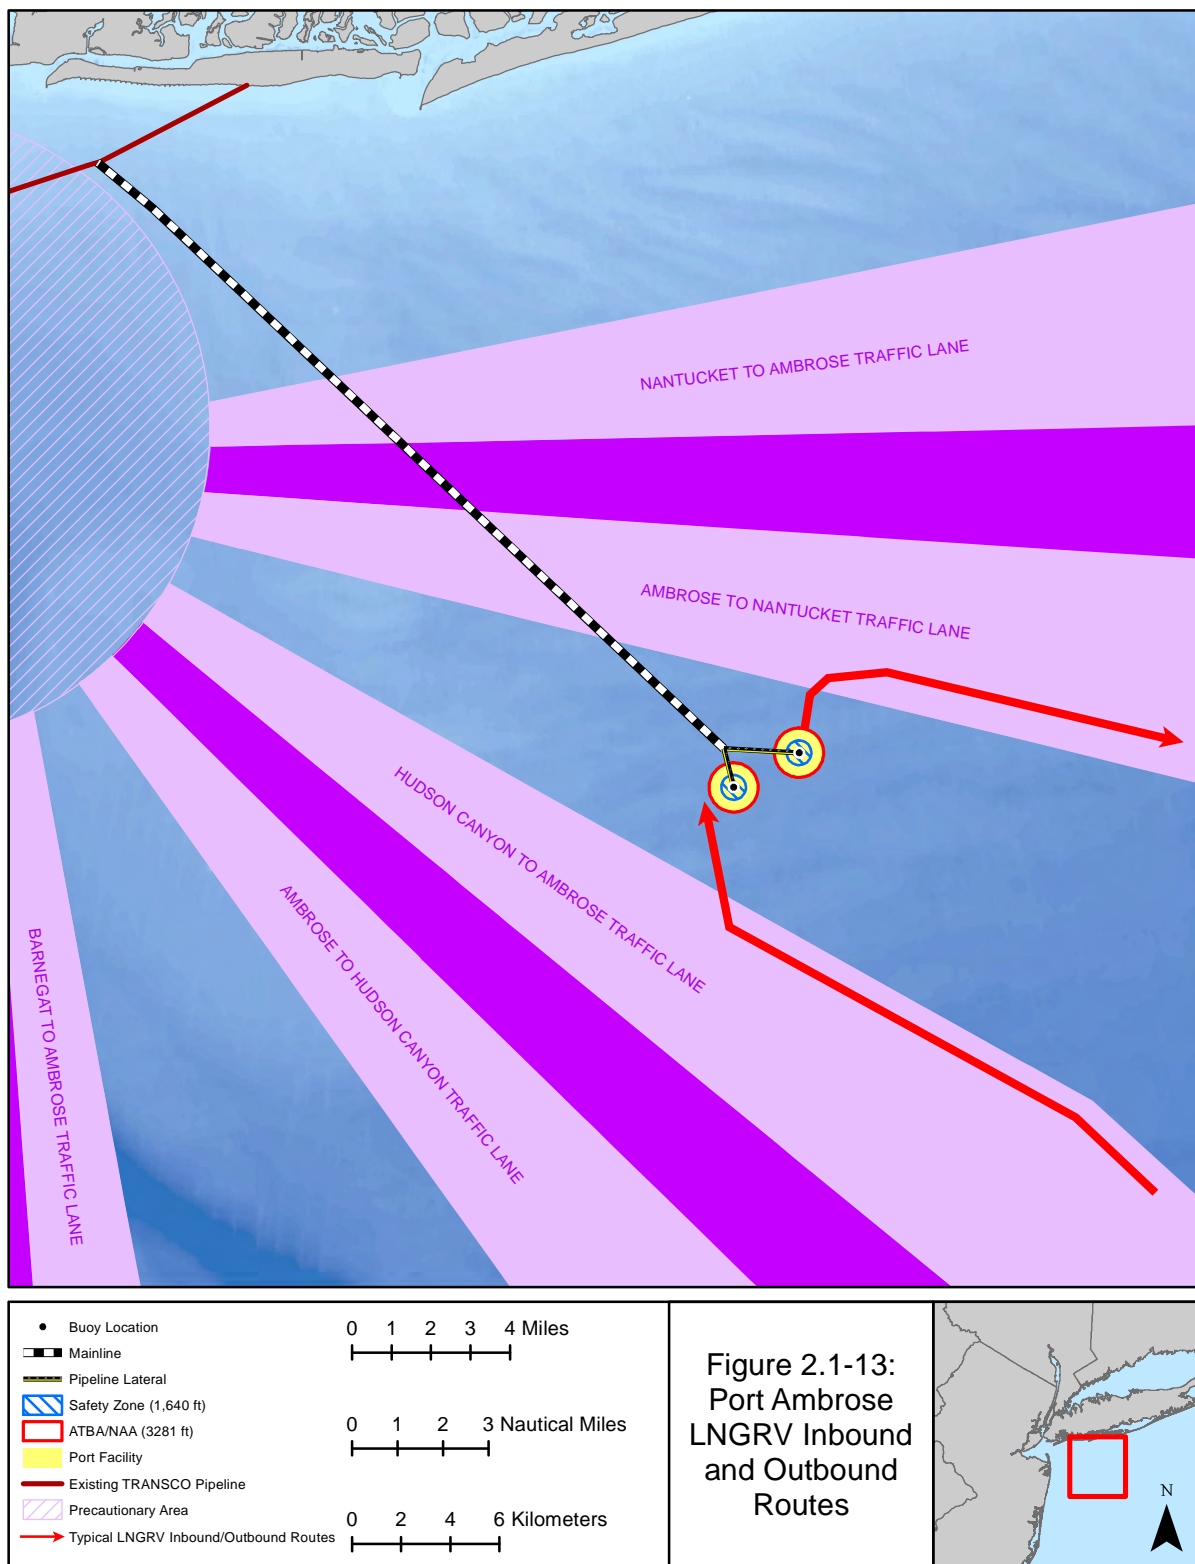 NANTUCKET TO AMBROSE TRAFFIC LANE
AMBROSE TO NANTUCKET TRAFFIC LANE
HUDSON CANYON TO AMBROSE TRAFFIC LANE
AMBROSE TO HUDSON CANYON TRAFFIC LANE
BARNEGAT TO AMBROSE TRAFFIC LANE
Buoy Location
Mainline
Pipeline Lateral
Safety Zone (1,640 ft)
ATBA/NAA (3281 ft)
Port Facility
Existing TRANSCO Pipeline
Precautionary Area
Typical LNGRV Inbound/Outbound Routes
0 1 2 3 4 Miles
0 1 2 3 Nautical Miles
0 2 4 6 Kilometers
Figure 2.1-13:
Port Ambrose
LNGRV Inbound
and Outbound
Routes
N